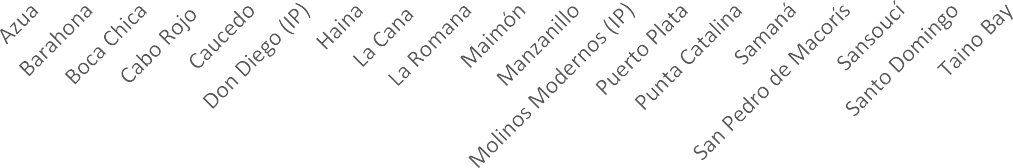 Azua
Barahona
Boca Chica
Cabo Rojo
Caucedo
Don Diego (IP)
Haina
La Cana
La Romana
Maimón
Manzanillo
Molinos Modernos (IP)
Puerto Plata
Punta Catalina
Samaná
San Pedro de Macorís
Sansoucí
Santo Domingo
Taino Bay